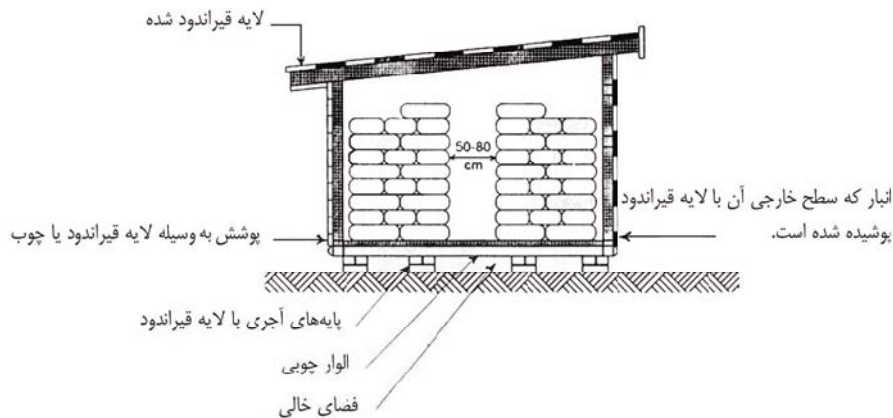 لایه قیراندود شده
50-80
cm
انبار که سطح خارجی آن با لایه قیراندود
پوشیده شده است.
پوشش به وسیله لایه قیراندود یا چوب
پایه‌های آجری با لایه قیراندود
الوار چوبی
فضای خالی